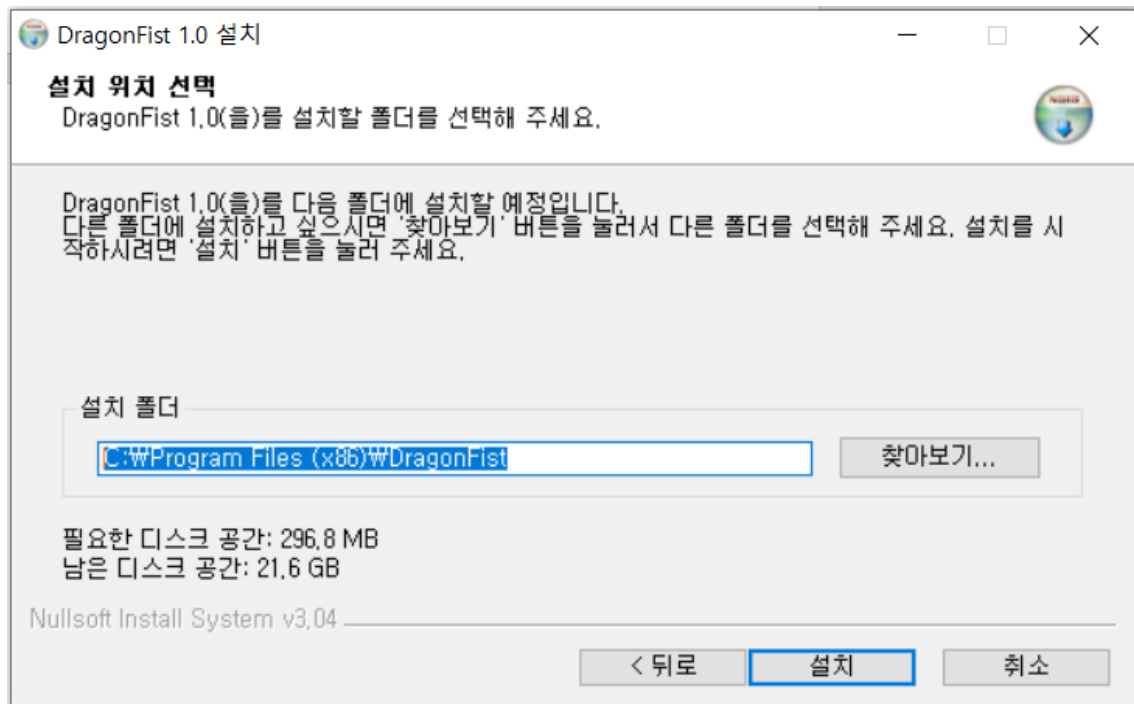 DragonFist 1.0 설치
설치 위치 선택
DragonFist 1.0(을)를 설치할 폴더를 선택해 주세요.
DragonFist 1.0(을)를 다음 폴더에 설치할 예정입니다.
다른 폴더에 설치하고 싶으시면 '찾아보기' 버튼을 눌러서 다른 폴더를 선택해 주세요. 설치를 시
작하시려면 '설치' 버튼을 눌러 주세요.
설치 폴더
C:₩Program Files (x86)₩DragonFist
찾아보기...
필요한 디스크 공간: 296.8 MB
남은 디스크 공간: 21.6 GB
Nullsoft Install System v3.04
< 뒤로
설치
취소